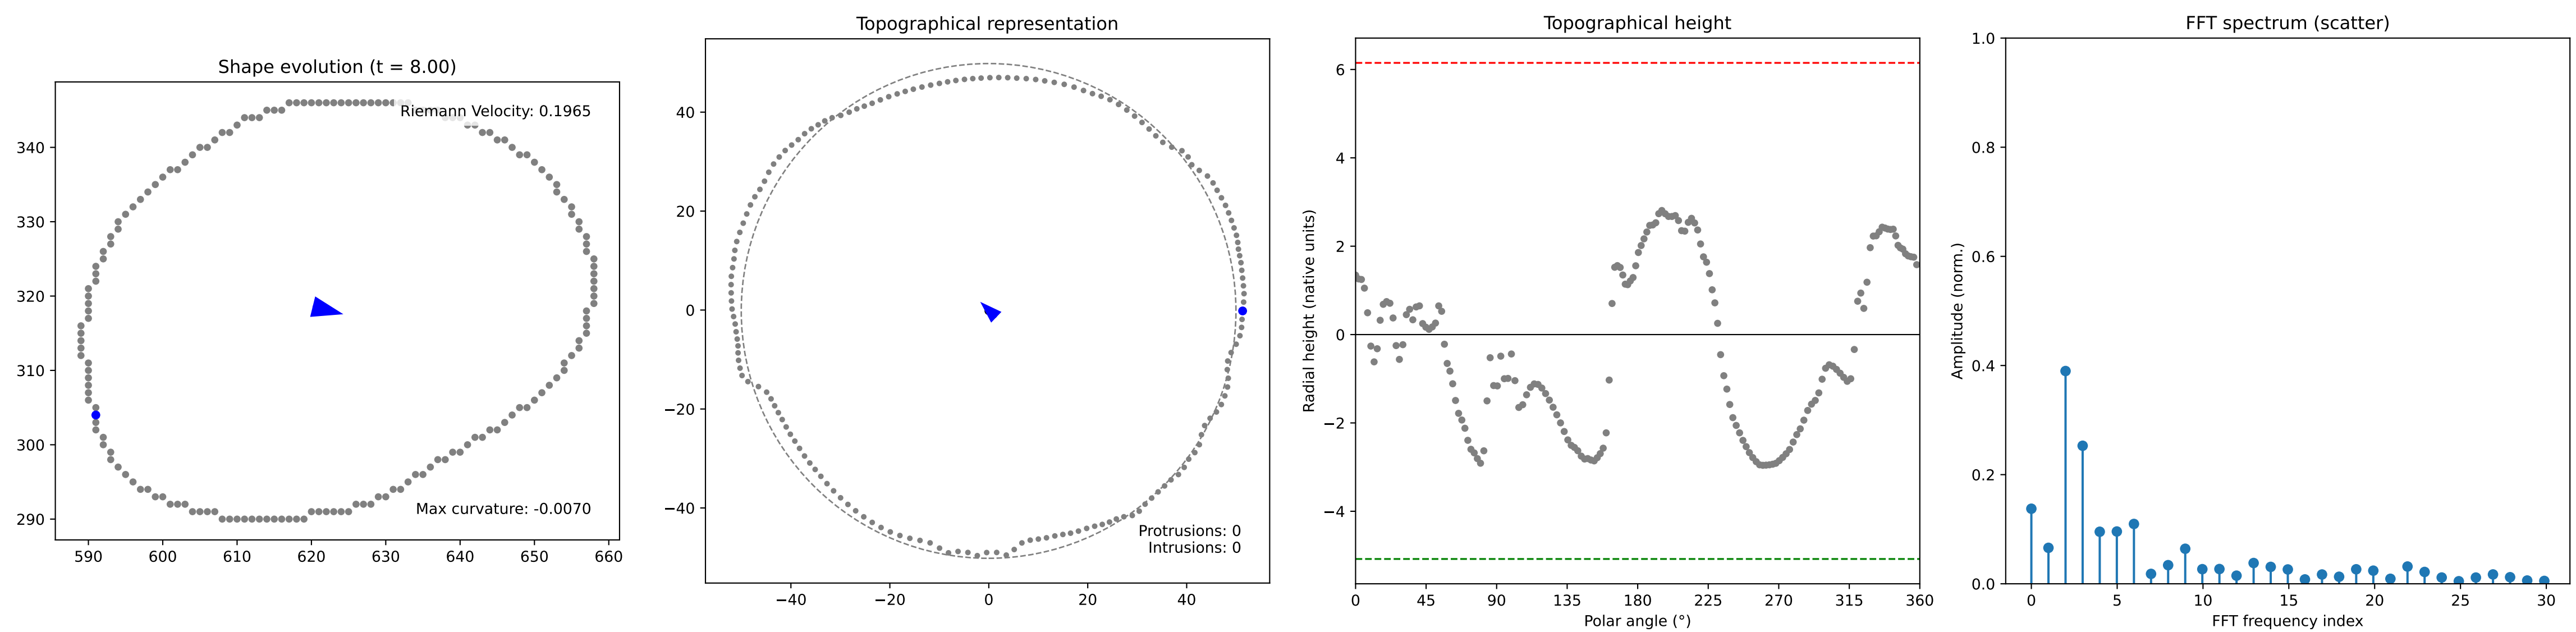 Shape evolution (t = 8.00)
Riemann Velocity: 0.1965
Max curvature: -0.0070
340
330
320
310
300
290
590 600 610 620 630 640 650 660
Topographical representation
40
20
0
−20
−40
−40 −20 0 20 40
Protrusions: 0
Intrusions: 0
Topographical height
Radial height (native units)
6
4
2
0
−2
−4
0 45 90 135 180 225 270 315 360
Polar angle (°)
FFT spectrum (scatter)
Amplitude (norm.)
1.0
0.8
0.6
0.4
0.2
0.0
0 5 10 15 20 25 30
FFT frequency index